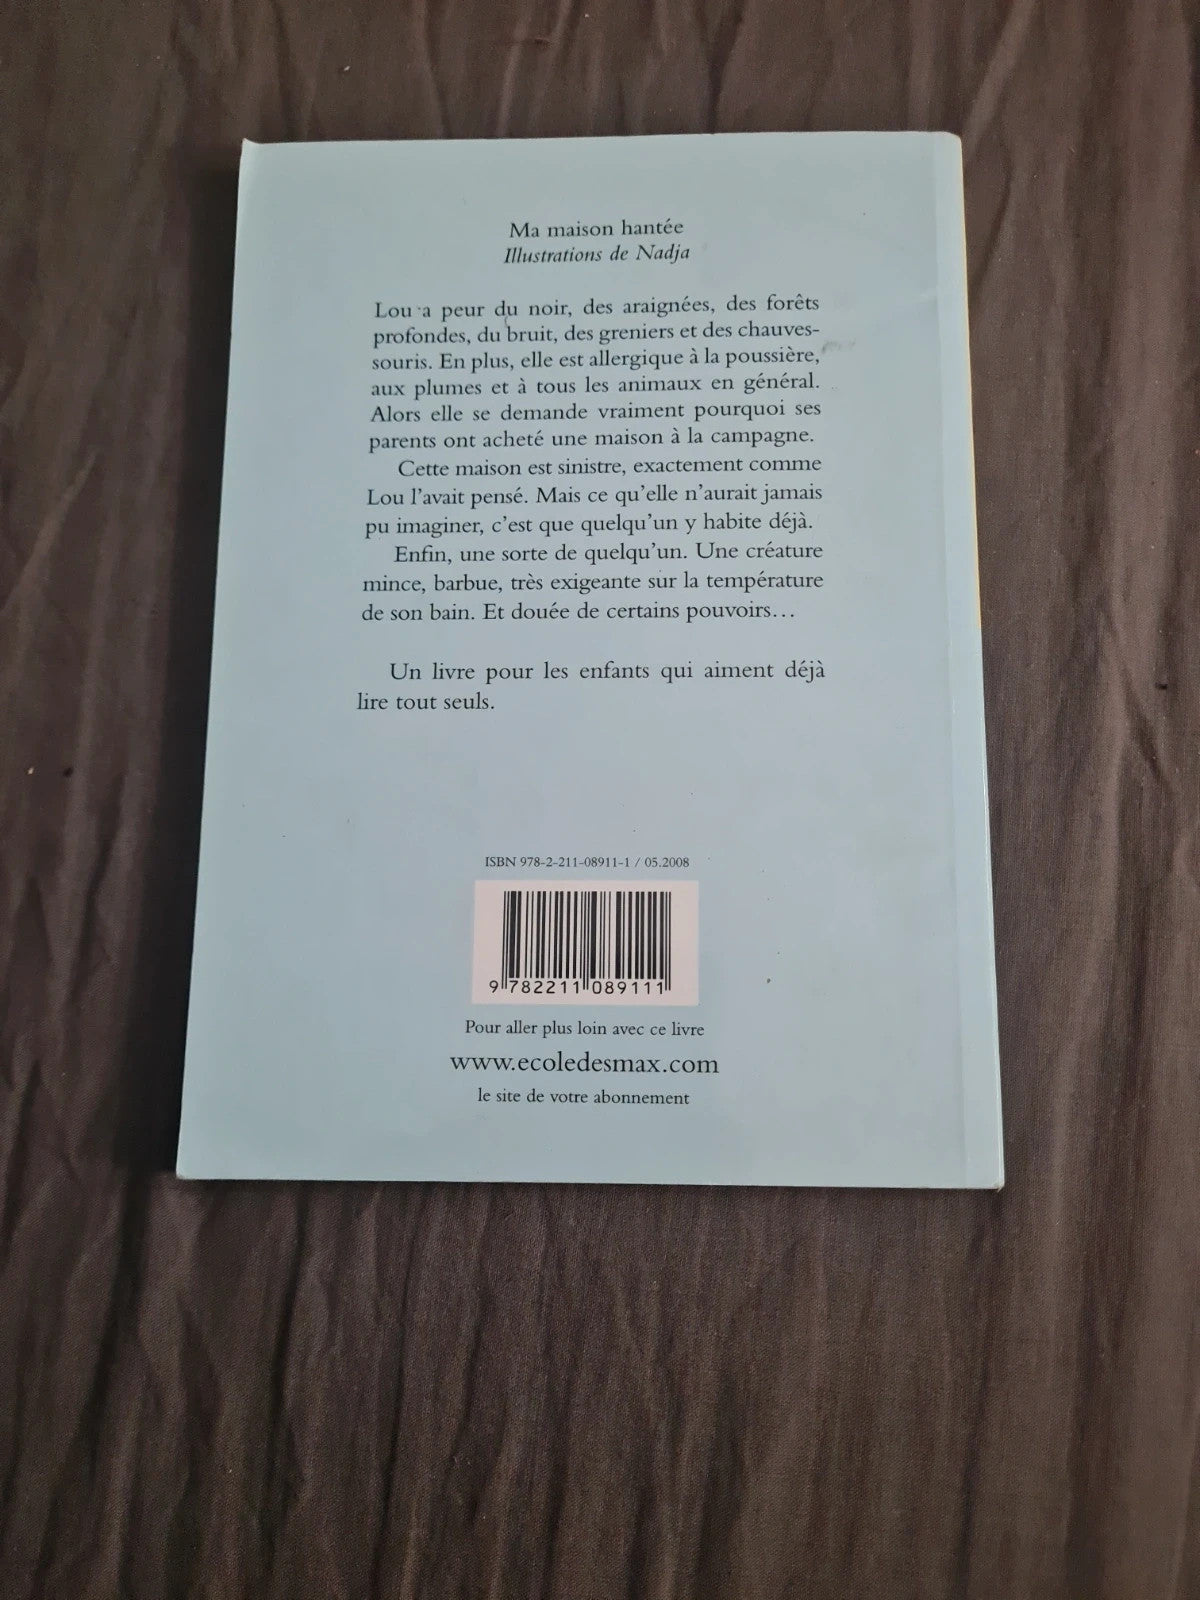 Ma maison hantée
Illustrations de Nadja
Lou a peur du noir, des araignées, des forêts
profondes, du bruit, des greniers et des chauves-
souris. En plus, elle est allergique à la poussière,
aux plumes et à tous les animaux en général.
Alors elle se demande vraiment pourquoi ses
parents ont acheté une maison à la campagne.
Cette maison est sinistre, exactement comme
Lou l'avait pensé. Mais ce qu'elle n'aurait jamais
pu imaginer, c'est que quelqu'un y habite déjà.
Enfin, une sorte de quelqu'un. Une créature
mince, barbue, très exigeante sur la température
de son bain. Et douée de certains pouvoirs...
Un livre pour les enfants qui aiment déjà
lire tout seuls.
ISBN 978-2-211-08911-1 / 05.2008
9 782211 089111
Pour aller plus loin avec ce livre
www.ecoledesmax.com
le site de votre abonnement